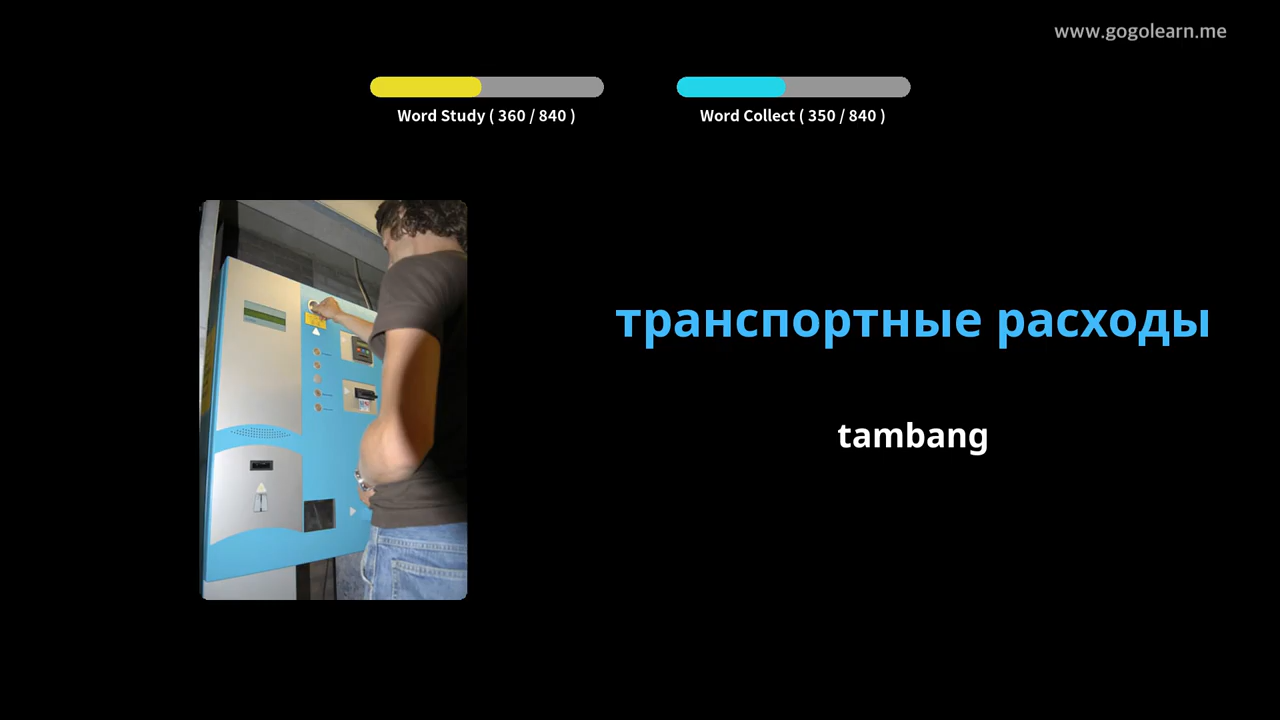 www.gogolearn.me
Word Study ( 360 / 840 )
Word Collect ( 350 / 840 )
транспортные расходы
tambang